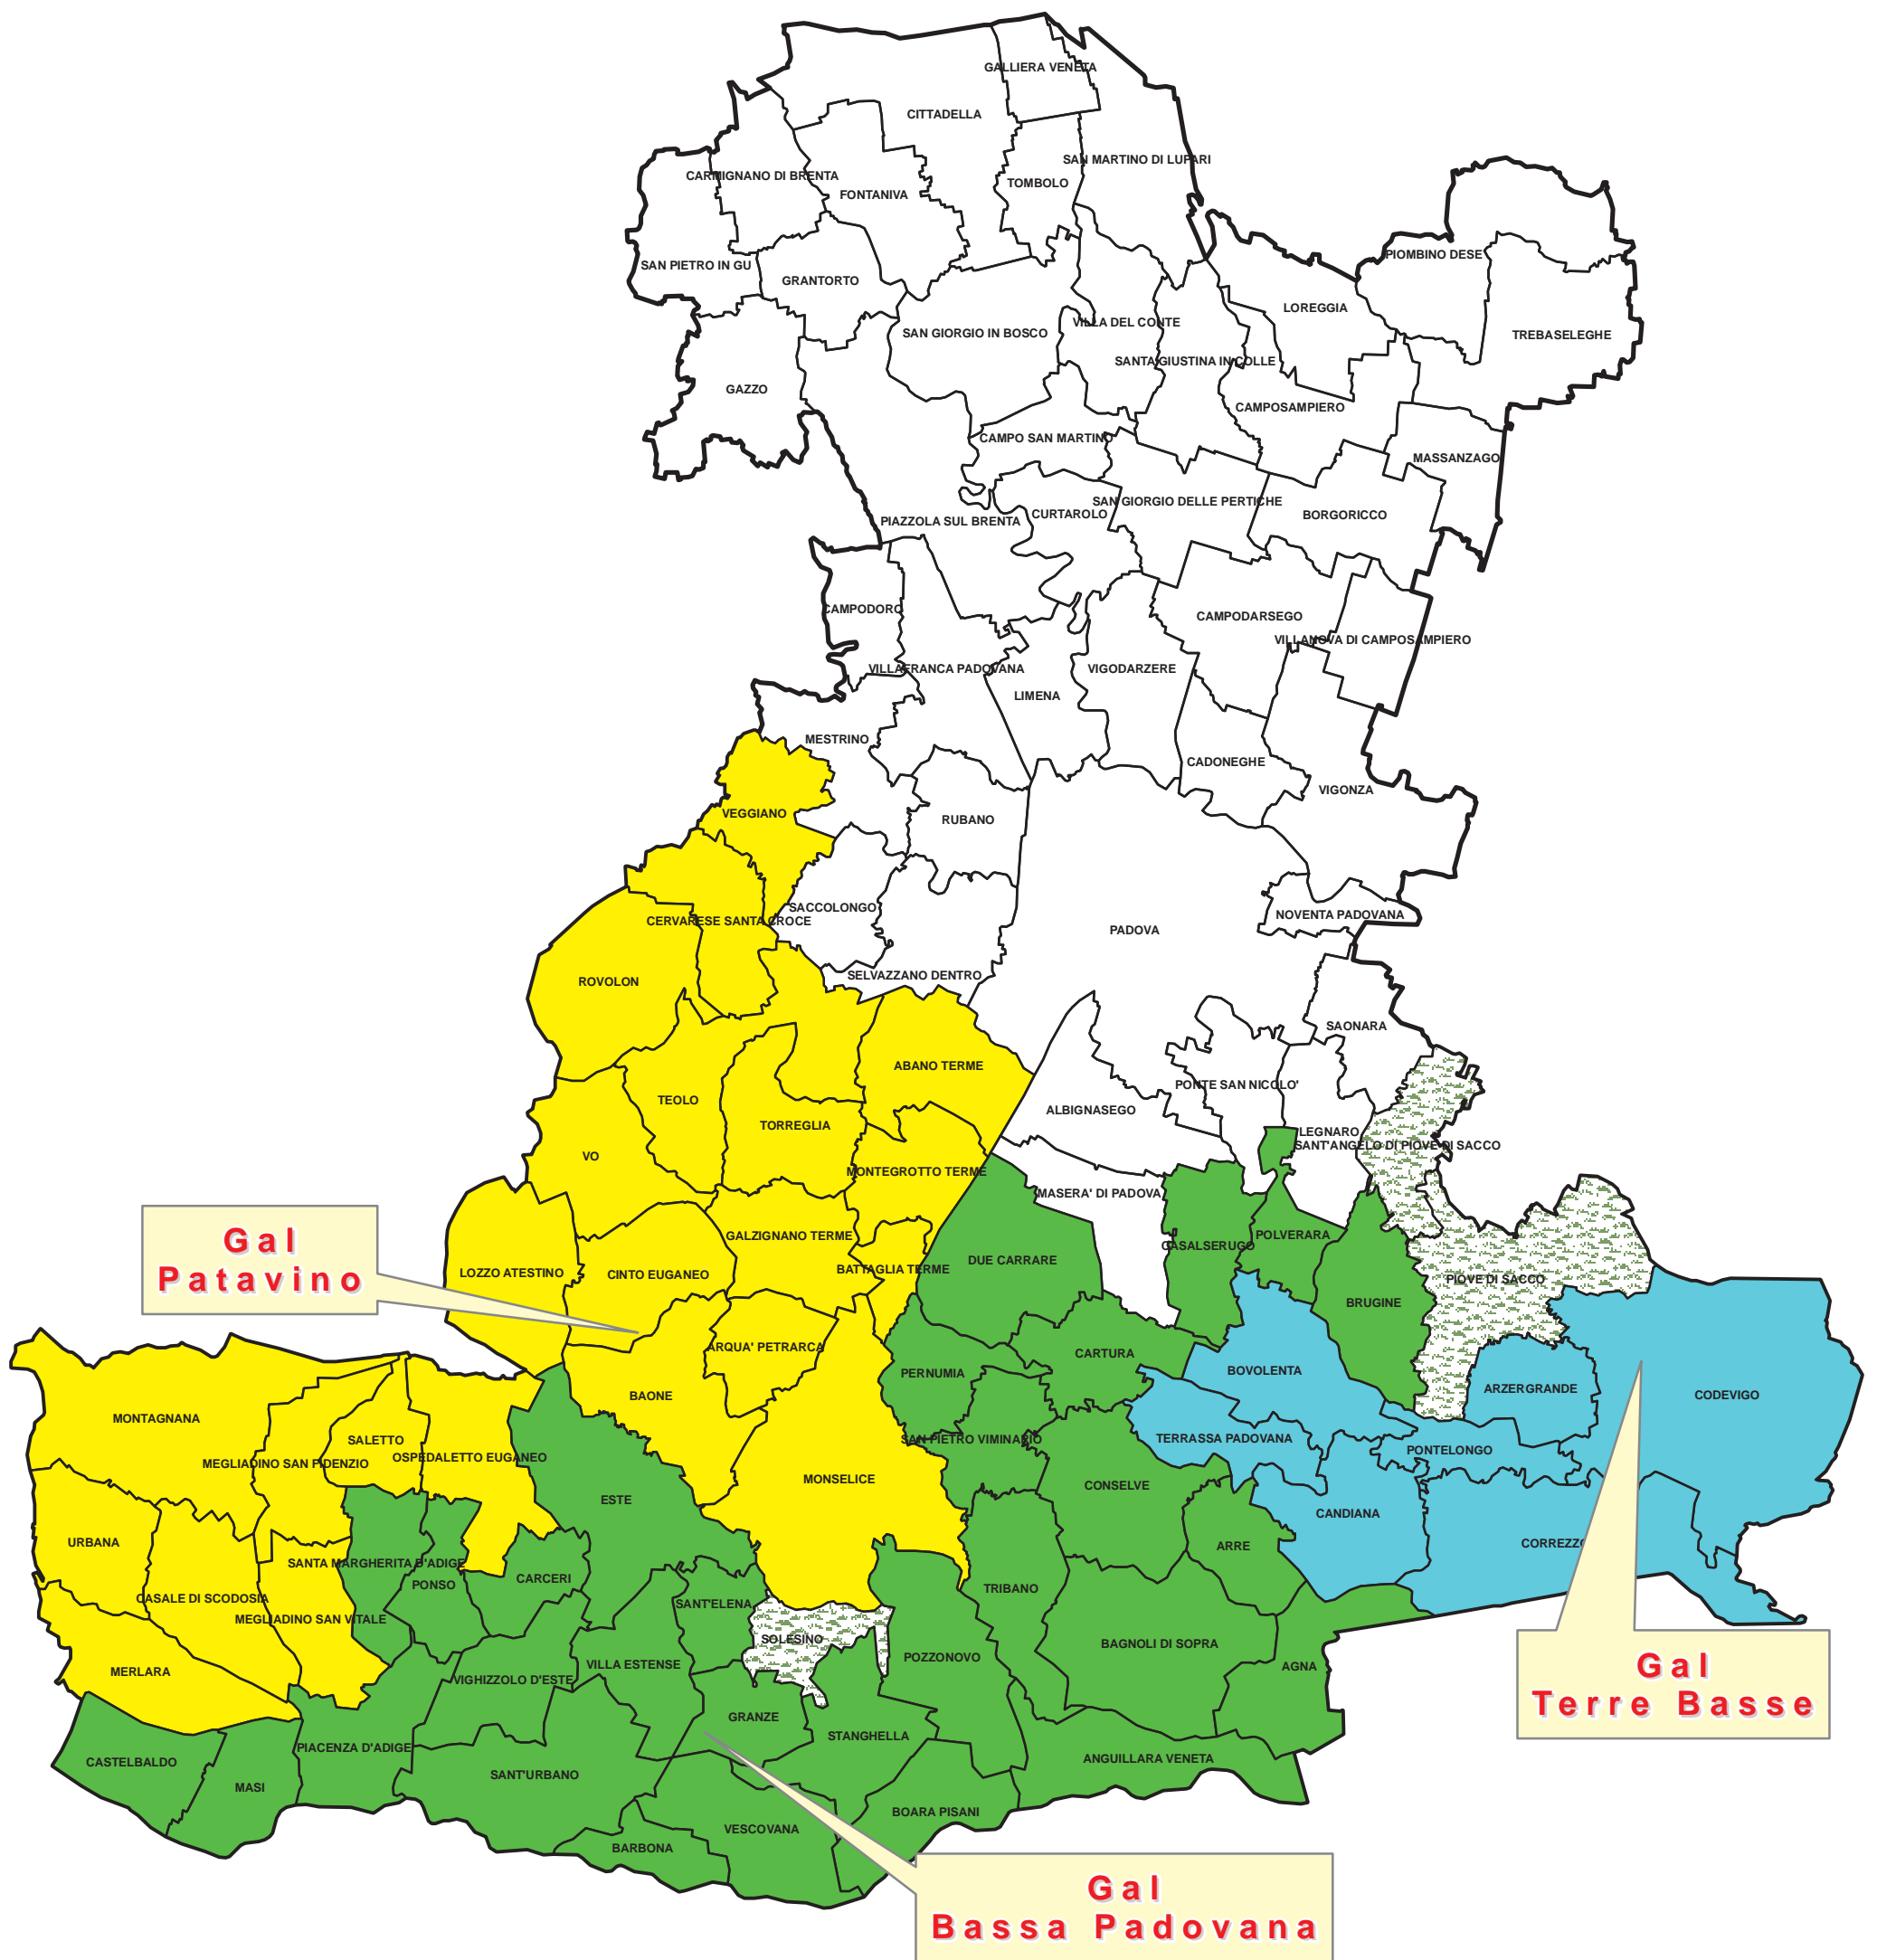 GALLIERA VENETA
CITTADELLA
SAN MARTINO DI LUPARI
CARMIGNANO DI BRENTA
TOMBOLO
FONTANIVA
PIOMBINO DESE
SAN PIETRO IN GU
GRANTORTO
LOREGGIA
VILLA DEL CONTE
SAN GIORGIO IN BOSCO
TREBASELEGHE
SANTA GIUSTINA IN COLLE
GAZZO
CAMPOSAMPIERO
CAMPO SAN MARTINO
MASSANZAGO
SAN GIORGIO DELLE PERTICHE
CURTAROLO
BORGORICCO
PIAZZOLA SUL BRENTA
CAMPODORO
CAMPODARSEGO
VILLANOVA DI CAMPOSAMPIERO
VILLAFRANCA PADOVANA
VIGODARZERE
LIMENA
MESTRINO
CADONEGHE
VIGONZA
VEGGIANO
RUBANO
SACCOLONGO
NOVENTA PADOVANA
CERVARESE SANTA CROCE
PADOVA
SELVAZZANO DENTRO
ROVOLON
SAONARA
ABANO TERME
PONTE SAN NICOLO'
TEOLO
ALBIGNASEGO
TORREGLIA
LEGNARO
SANT'ANGELO DI PIOVE DI SACCO
VO
MONTEGROTTO TERME
MASERA' DI PADOVA
GALZIGNANO TERME
POLVERARA
CASALSERUGO
Gal
Patavino
DUE CARRARE
BATTAGLIA TERME
LOZZO ATESTINO
CINTO EUGANEO
PIOVE DI SACCO
BRUGINE
ARQUA' PETRARCA
CARTURA
PERNUMIA
BOVOLENTA
ARZERGRANDE
CODEVIGO
BAONE
MONTAGNANA
SALETTO
SAN PIETRO VIMINARIO
TERRASSA PADOVANA
PONTELONGO
OSPEDALETTO EUGANEO
MEGLIADINO SAN FIDENZIO
MONSELICE
CONSELVE
ESTE
CANDIANA
URBANA
CORREZZO
ARRE
SANTA MARGHERITA D'ADIGE
CARCERI
PONSO
TRIBANO
CASALE DI SCODOSIA
SANT'ELENA
MEGLIADINO SAN VITALE
SOLESINO
BAGNOLI DI SOPRA
POZZONOVO
VILLA ESTENSE
AGNA
MERLARA
VIGHIZZOLO D'ESTE
Gal
Terre Basse
GRANZE
STANGHELLA
PIACENZA D'ADIGE
ANGUILLARA VENETA
CASTELBALDO
SANT'URBANO
MASI
BOARA PISANI
VESCOVANA
BARBONA
Gal
Bassa Padovana